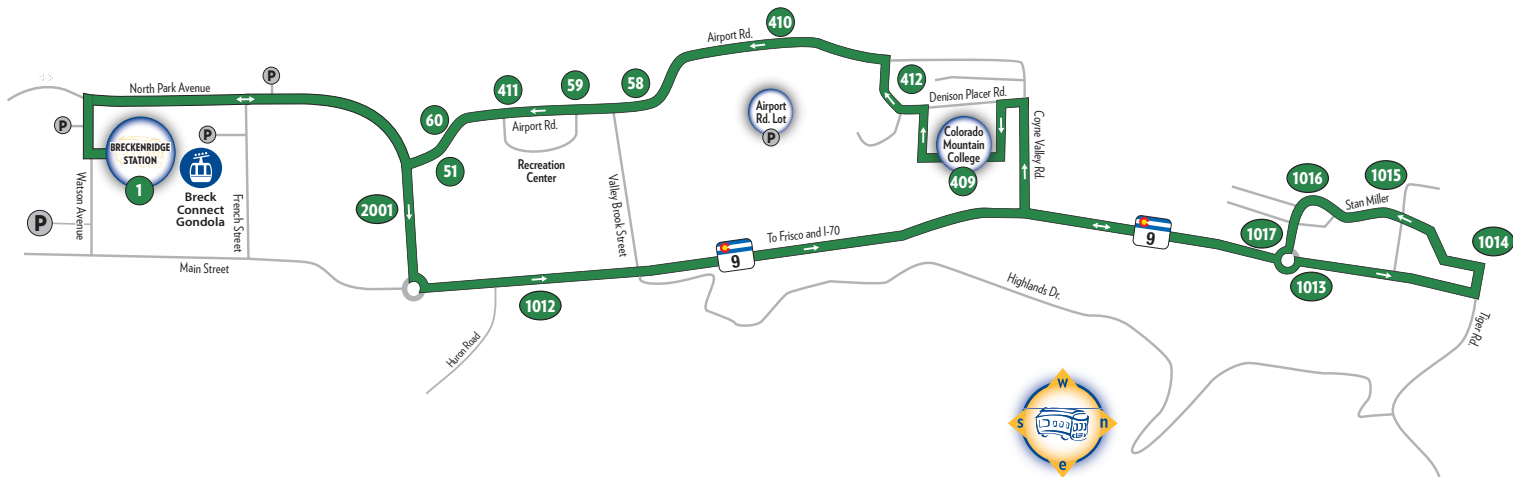 410
Airport Rd.
P
North Park Avenue
58
59
411
412
Denison Placer Rd.
Airport
Rd. Lot
P
60
Airport Rd.
P
P
BRECKENRIDGE
STATION
1
Breck
Connect
Gondola
51
Recreation
Center
Colorado
Mountain
College
409
Coyne Valley Rd.
Watson Avenue
French Street
Valley Brook Street
P
2001
1016
1015
Stan Miller
To Frisco and I-70
9
9
1017
1014
Main Street
1012
1013
Highlands Dr.
Huron Road
Tiger Rd.
w
s
n
e